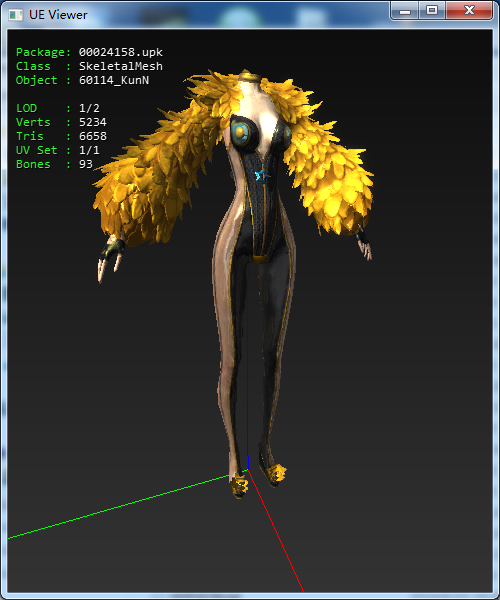 UE Viewer
Package: 00024158.upk
Class : SkeletalMesh
Object : 60114_KunN
LOD : 1/2
Verts : 5234
Tris : 6658
UV Set : 1/1
Bones : 93